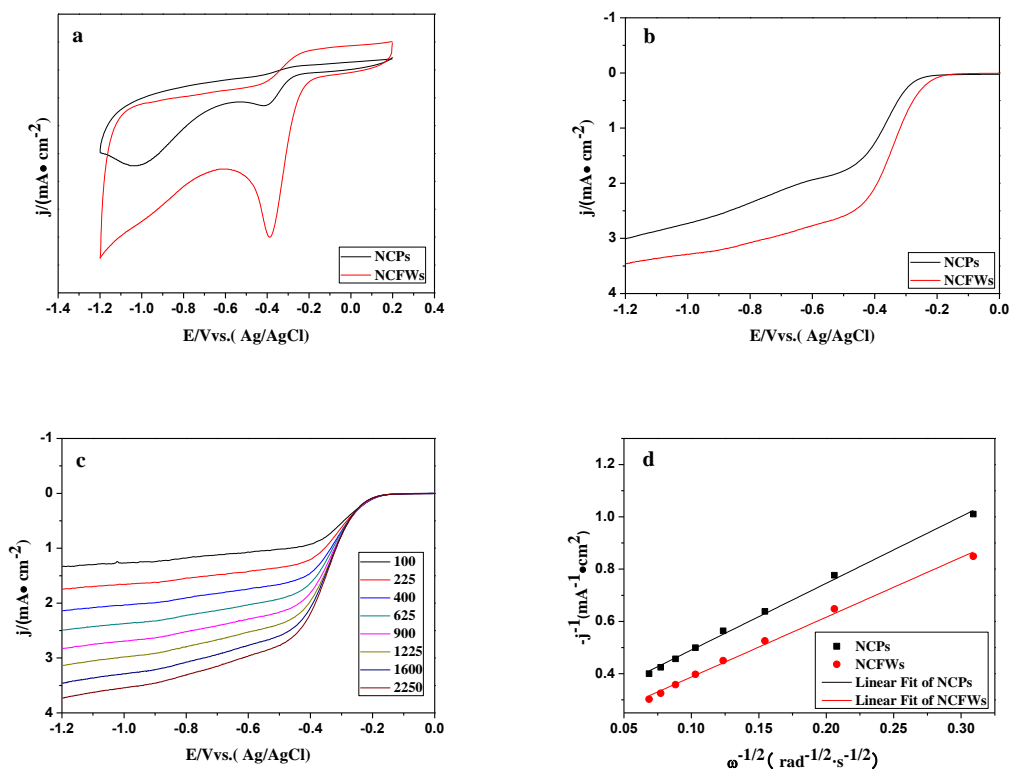 a
j/(mA● cm⁻²)
NCPs
NCFWs
-1.4 -1.2 -1.0 -0.8 -0.6 -0.4 -0.2 0.0 0.2 0.4
E/Vvs.( Ag/AgCl)
b
-1
0
1
2
3
4
j/(mA● cm⁻²)
NCPs
NCFWs
-1.2 -1.0 -0.8 -0.6 -0.4 -0.2 0.0
E/Vvs.( Ag/AgCl)
c
-1
0
1
2
3
4
j/(mA● cm⁻²)
100
225
400
625
900
1225
1600
2250
-1.2 -1.0 -0.8 -0.6 -0.4 -0.2 0.0
E/Vvs.( Ag/AgCl)
d
1.2
1.0
0.8
0.6
0.4
-j⁻¹(mA⁻¹●cm²)
NCPs
NCFWs
Linear Fit of NCPs
Linear Fit of NCFWs
0.05 0.10 0.15 0.20 0.25 0.30
φ⁻¹/²( rad⁻¹/²·s⁻¹/²)